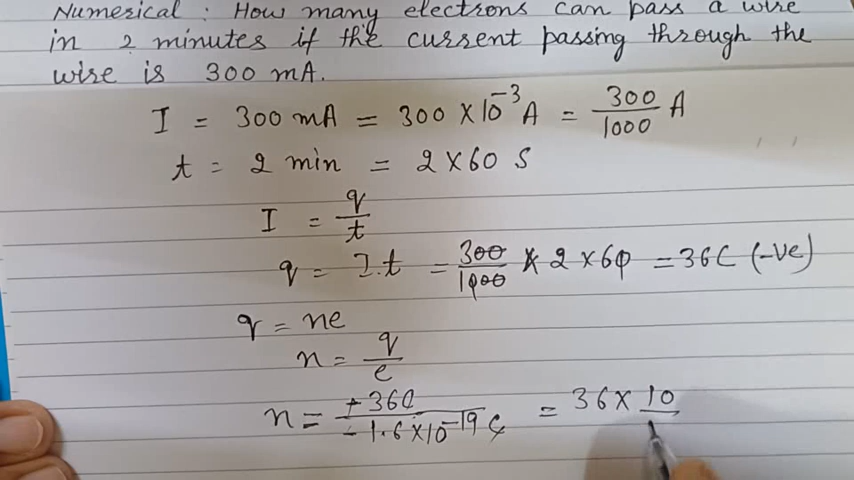 Numerical : How many electrons can pass a wire
in 2 minutes if the current passing through the
wire is 300 mA.
I = 300 mA = 300 × 10⁻³ A = 300/1000 A
t = 2 min = 2 × 60 S
I = q/t
q = I.t = 300/1000 × 2 × 60 = 36C (-ve)
q = ne
n = q/e
n = -36C / -1.6×10⁻¹⁹ C = 36 × 10